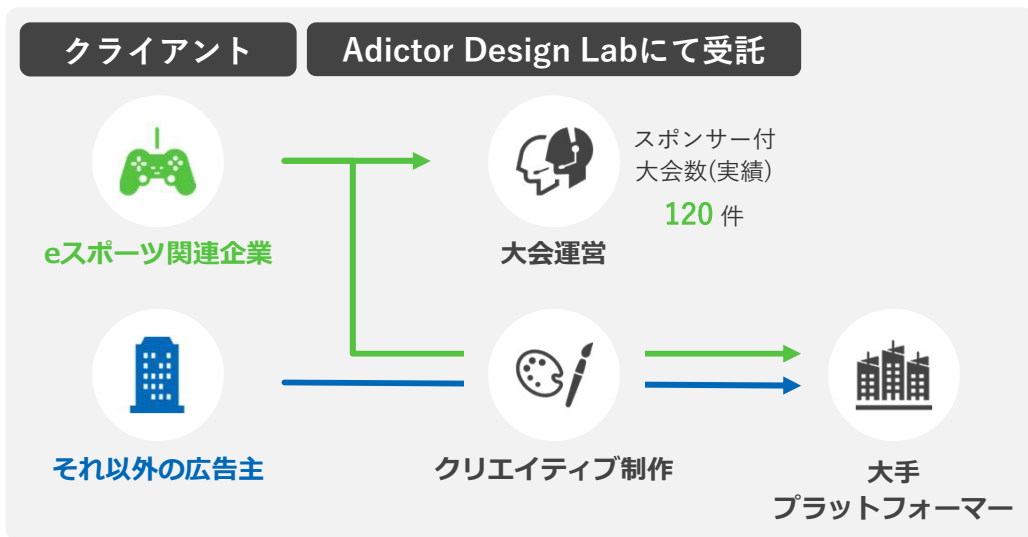 クライアント
Adictor Design Labにて受託
スポンサー付
大会数(実績)
120 件
eスポーツ関連企業
大会運営
それ以外の広告主
クリエイティブ制作
大手
プラットフォーマー